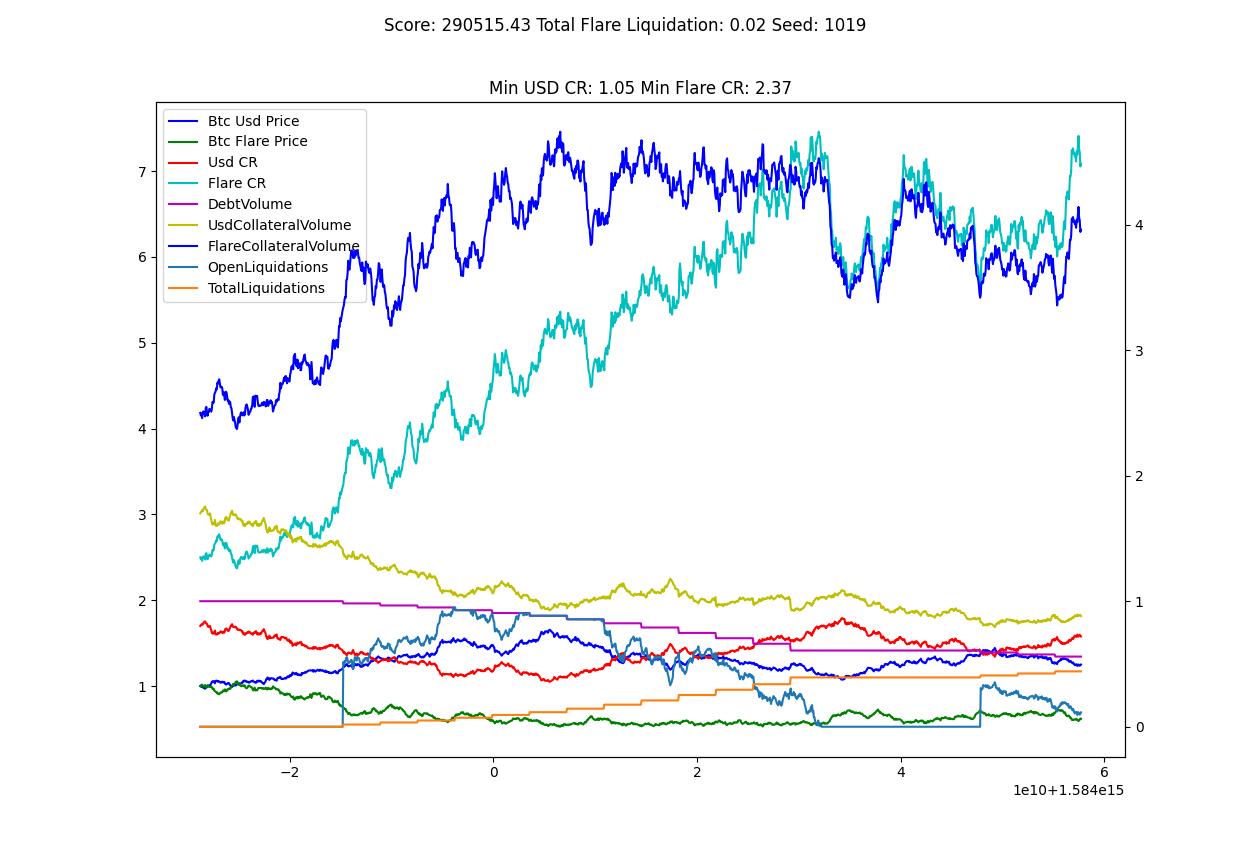 Score: 290515.43 Total Flare Liquidation: 0.02 Seed: 1019
Min USD CR: 1.05 Min Flare CR: 2.37
Btc Usd Price
Btc Flare Price
Usd CR
Flare CR
DebtVolume
UsdCollateralVolume
FlareCollateralVolume
OpenLiquidations
TotalLiquidations
7
6
5
4
3
2
1
4
3
2
1
0
−2
0
2
4
6
1e10+1.584e15